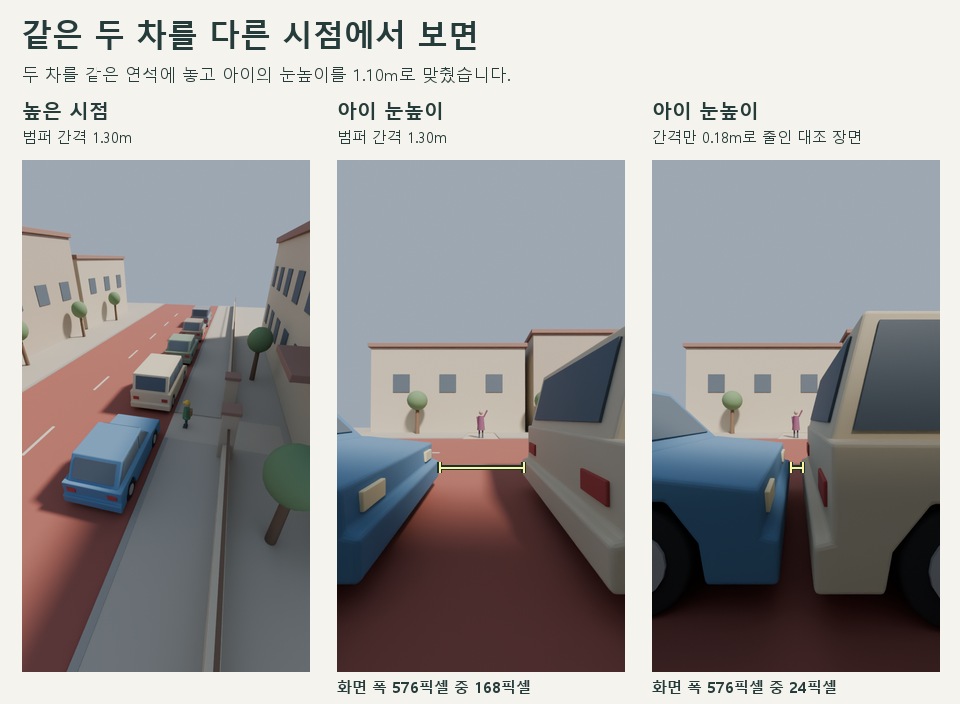 같은 두 차를 다른 시점에서 보면
두 차를 같은 연석에 놓고 아이의 눈높이를 1.10m로 맞췄습니다.
높은 시점
범퍼 간격 1.30m
아이 눈높이
범퍼 간격 1.30m
아이 눈높이
간격만 0.18m로 줄인 대조 장면
화면 폭 576픽셀 중 168픽셀
화면 폭 576픽셀 중 24픽셀